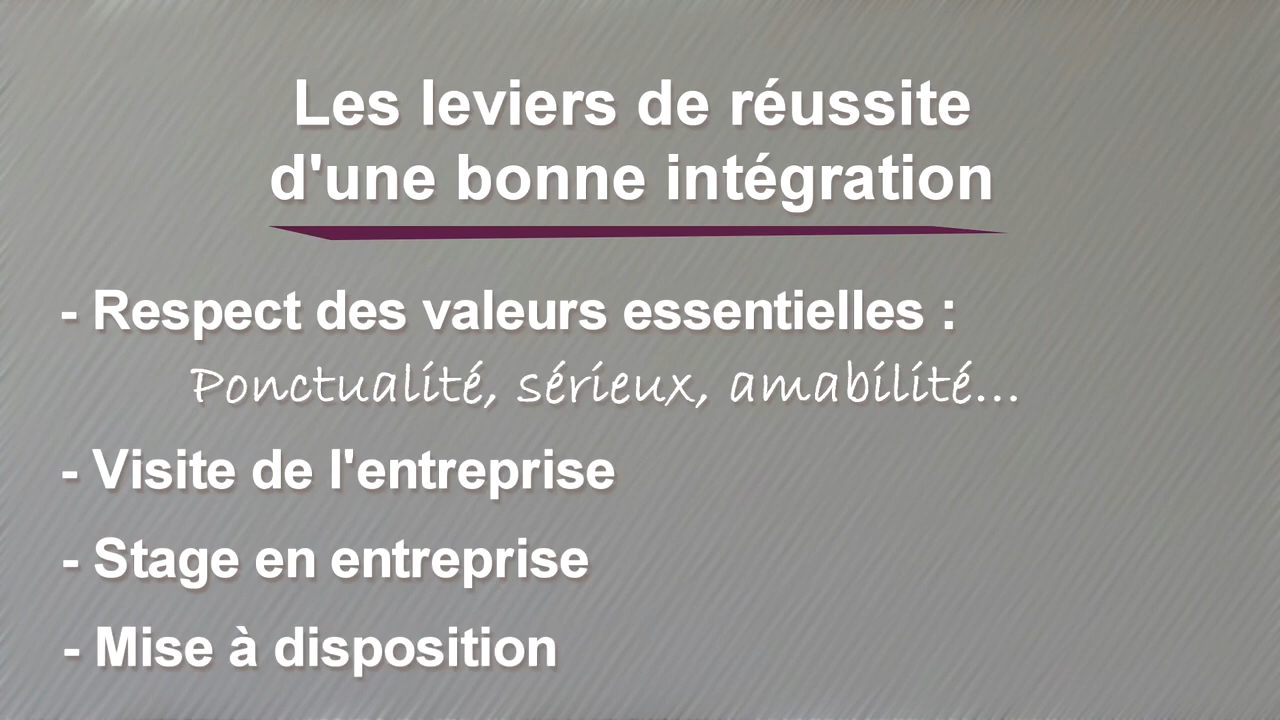 Les leviers de réussite
d'une bonne intégration
- Respect des valeurs essentielles :
Ponctualité, sérieux, amabilité...
- Visite de l'entreprise
- Stage en entreprise
- Mise à disposition